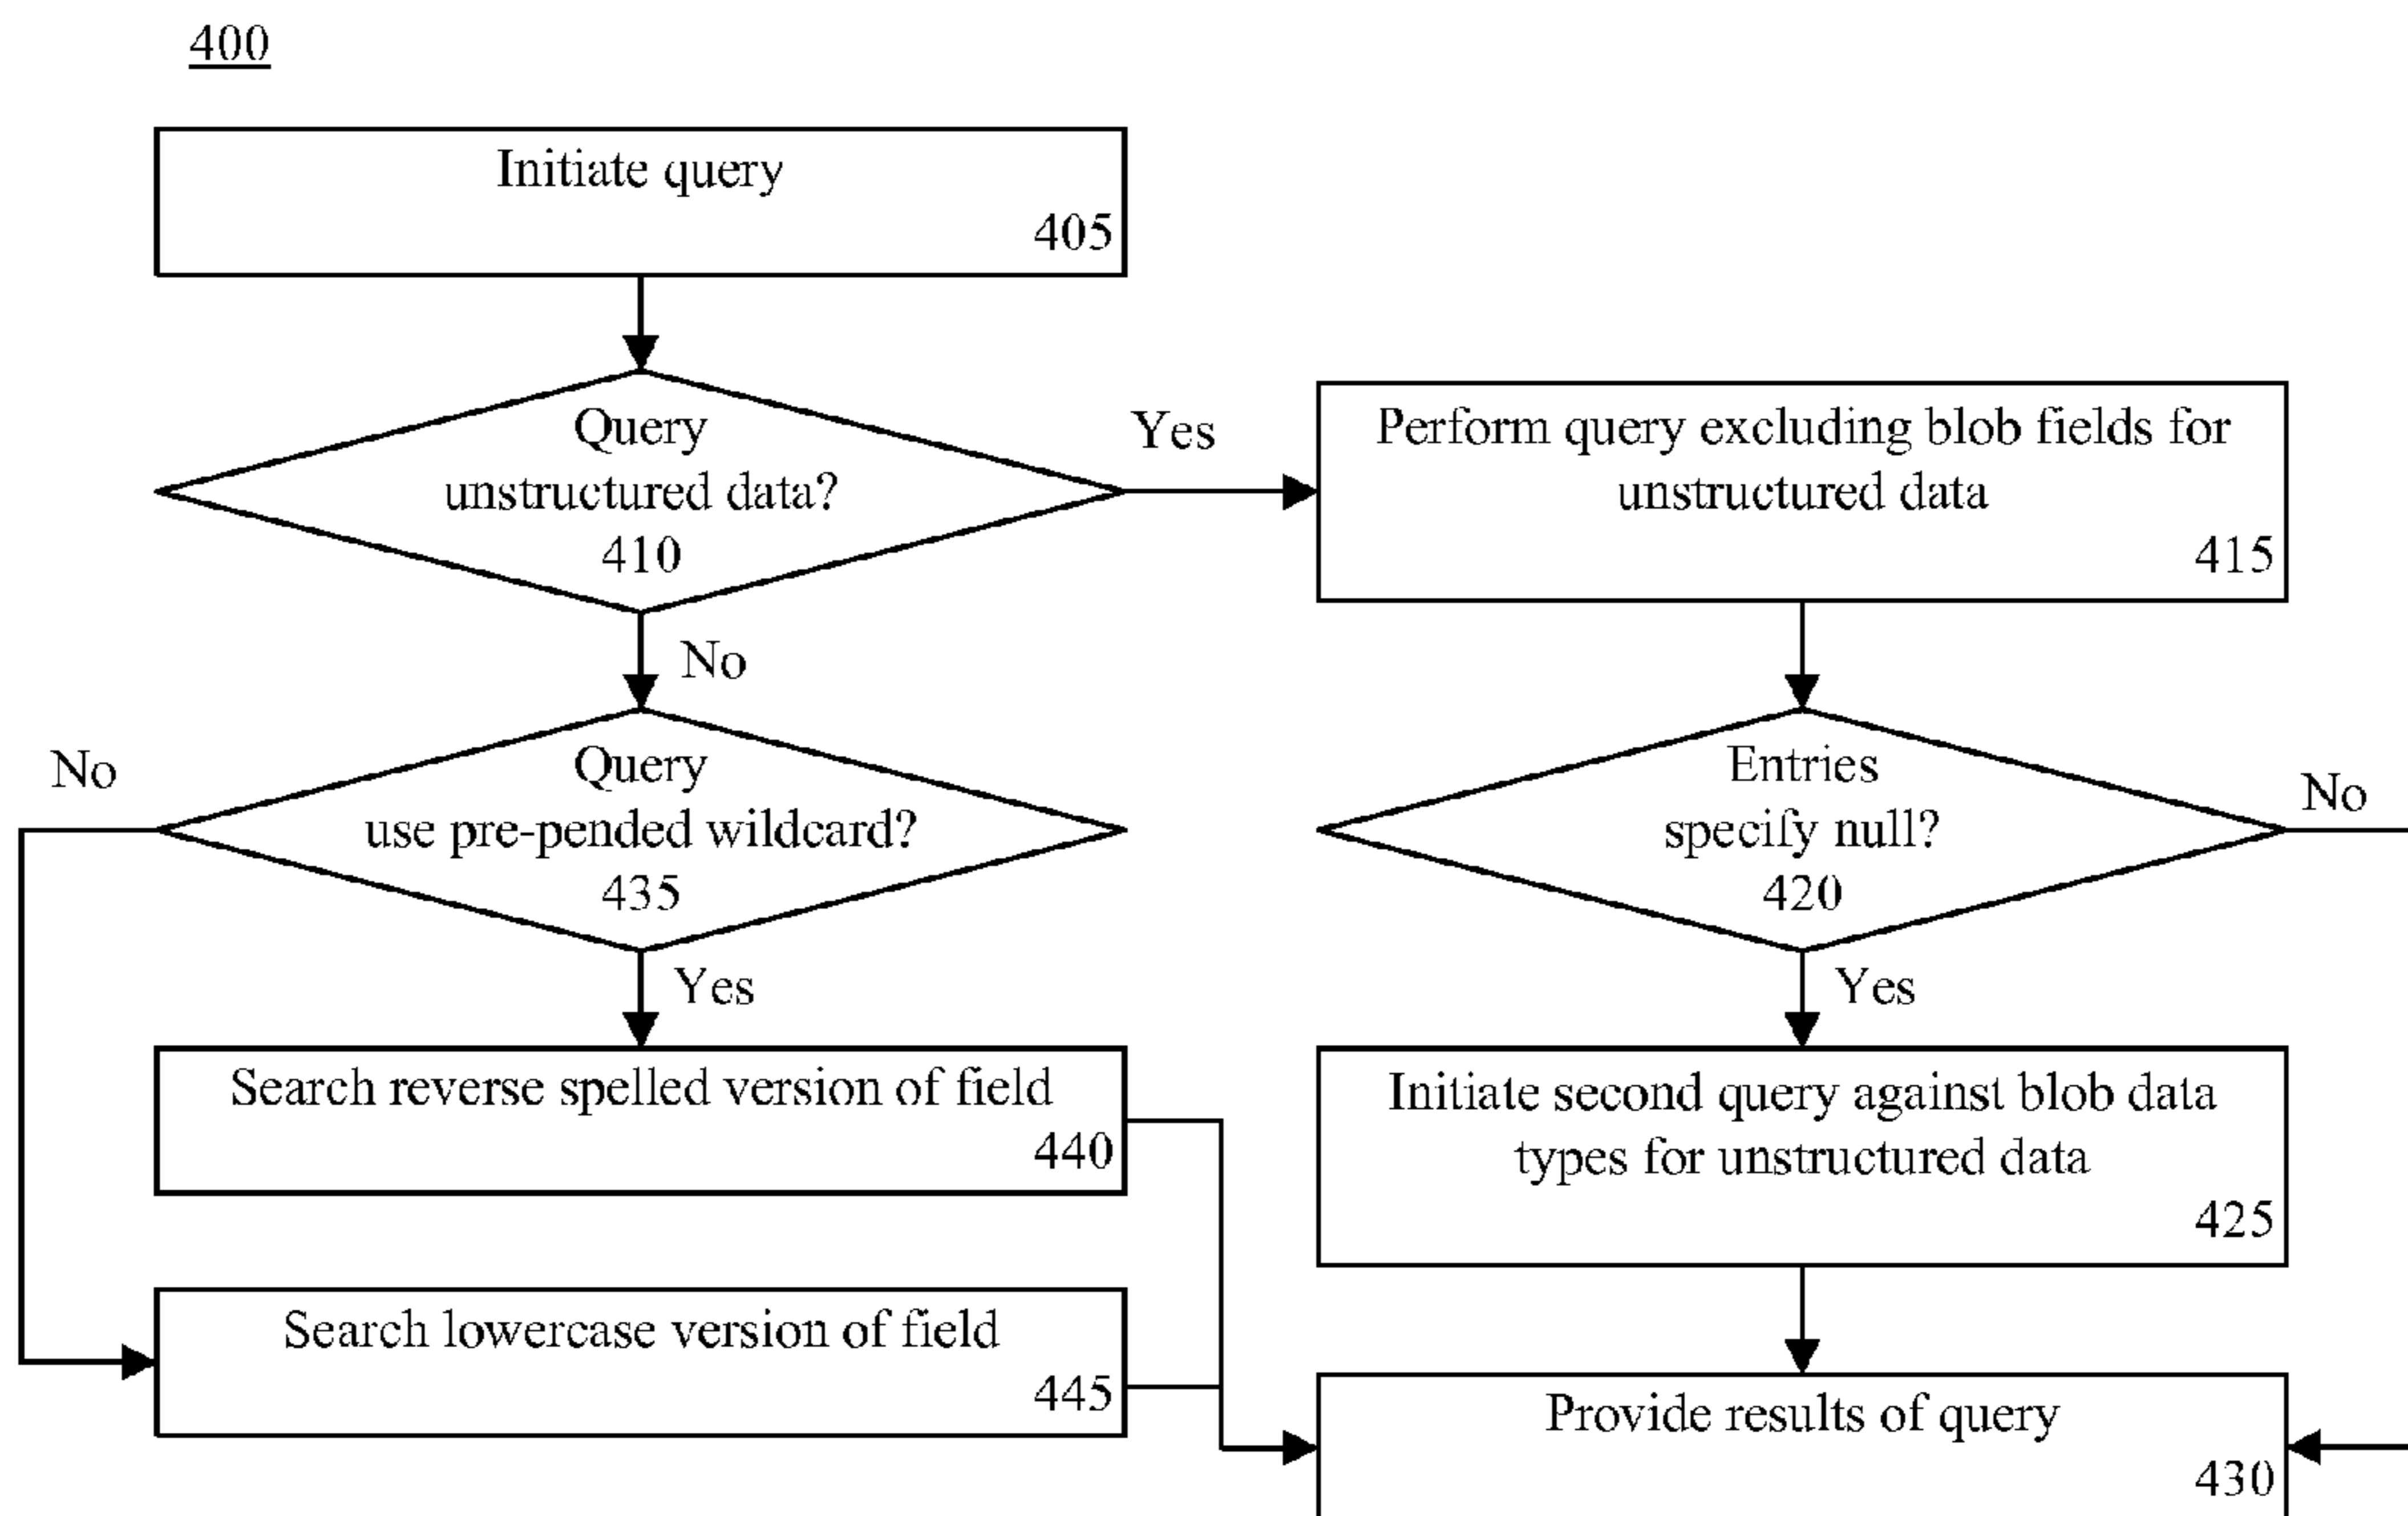 400
Initiate query
405
Query
unstructured data?
410
Yes
Perform query excluding blob fields for
unstructured data
415
No
Query
use pre-pended wildcard?
435
No
Entries
specify null?
420
No
Yes
Search reverse spelled version of field
440
Yes
Initiate second query against blob data
types for unstructured data
425
Search lowercase version of field
445
Provide results of query
430